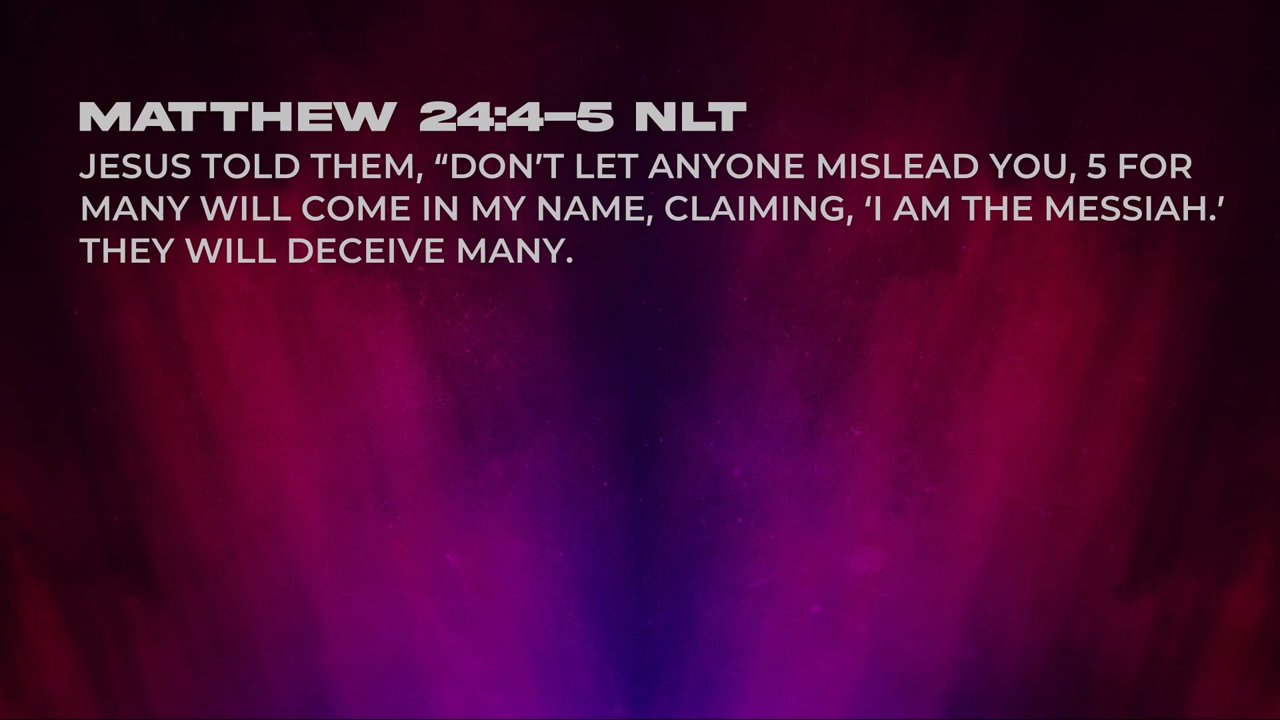 MATTHEW 24:4–5 NLT
JESUS TOLD THEM, “DON’T LET ANYONE MISLEAD YOU, 5 FOR
MANY WILL COME IN MY NAME, CLAIMING, ‘I AM THE MESSIAH.’
THEY WILL DECEIVE MANY.